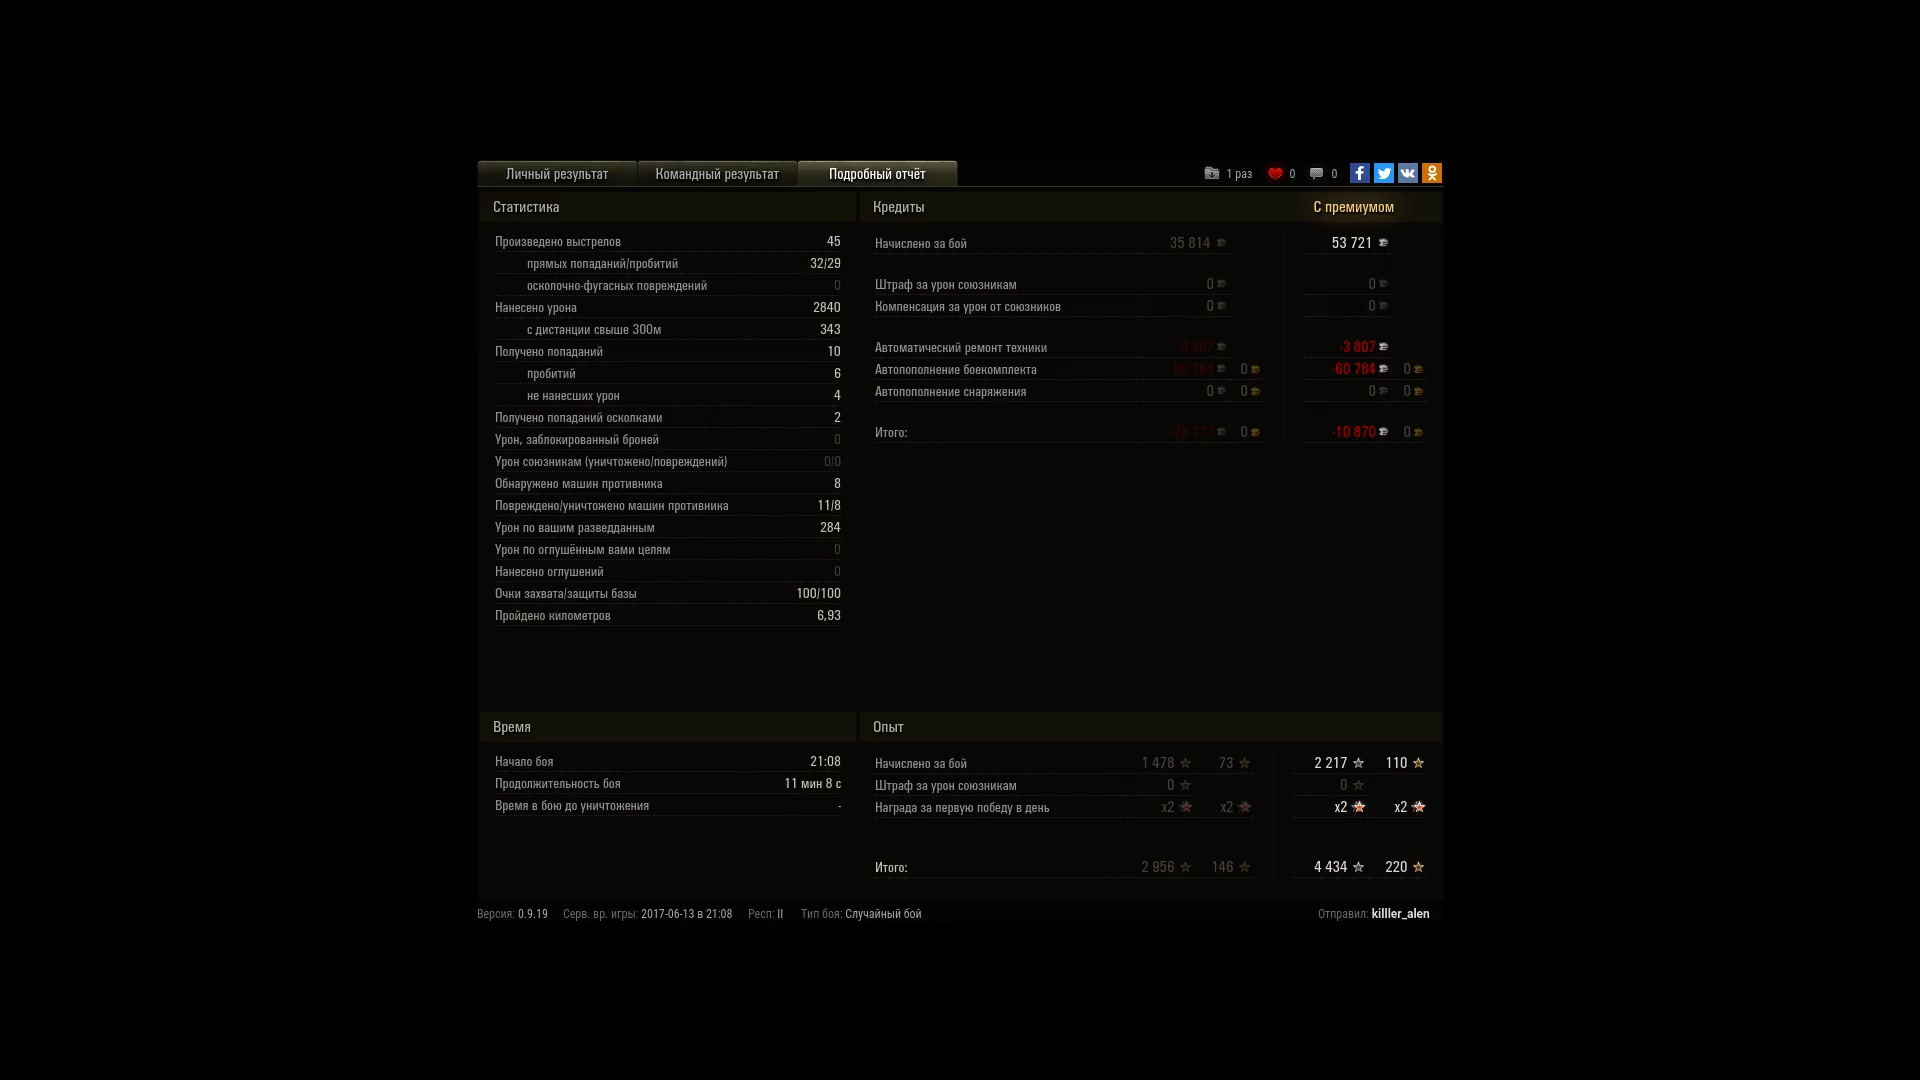 Личный результат Командный результат Подробный отчёт 1 раз 0 0
Статистика
Произведено выстрелов 45
прямых попаданий/пробитий 32/29
осколочно-фугасных повреждений 0
Нанесено урона 2840
с дистанции свыше 300м 343
Получено попаданий 10
пробитий 6
не нанесших урон 4
Получено попаданий осколками 2
Урон, заблокированный броней 0
Урон союзникам (уничтожено/повреждений) 0/0
Обнаружено машин противника 8
Повреждено/уничтожено машин противника 11/8
Урон по вашим разведданным 284
Урон по оглушённым вами целям 0
Нанесено оглушений 0
Очки захвата/защиты базы 100/100
Пройдено километров 6,93
Кредиты С премиумом
Начислено за бой 35 814 53 721
Штраф за урон союзникам 0 0
Компенсация за урон от союзников 0 0
Автоматический ремонт техники -3 807 -3 807
Автопополнение боекомплекта -60 784 0 -60 784 0
Автопополнение снаряжения 0 0 0 0
Итого: -28 777 0 -10 870 0
Время
Начало боя 21:08
Продолжительность боя 11 мин 8 с
Время в бою до уничтожения -
Опыт
Начислено за бой 1 478 73 2 217 110
Штраф за урон союзникам 0 0
Награда за первую победу в день x2 x2 x2 x2
Итого: 2 956 146 4 434 220
Версия: 0.9.19 Серв. вр. игры: 2017-06-13 в 21:08 Респ: II Тип боя: Случайный бой Отправил: killler_alen